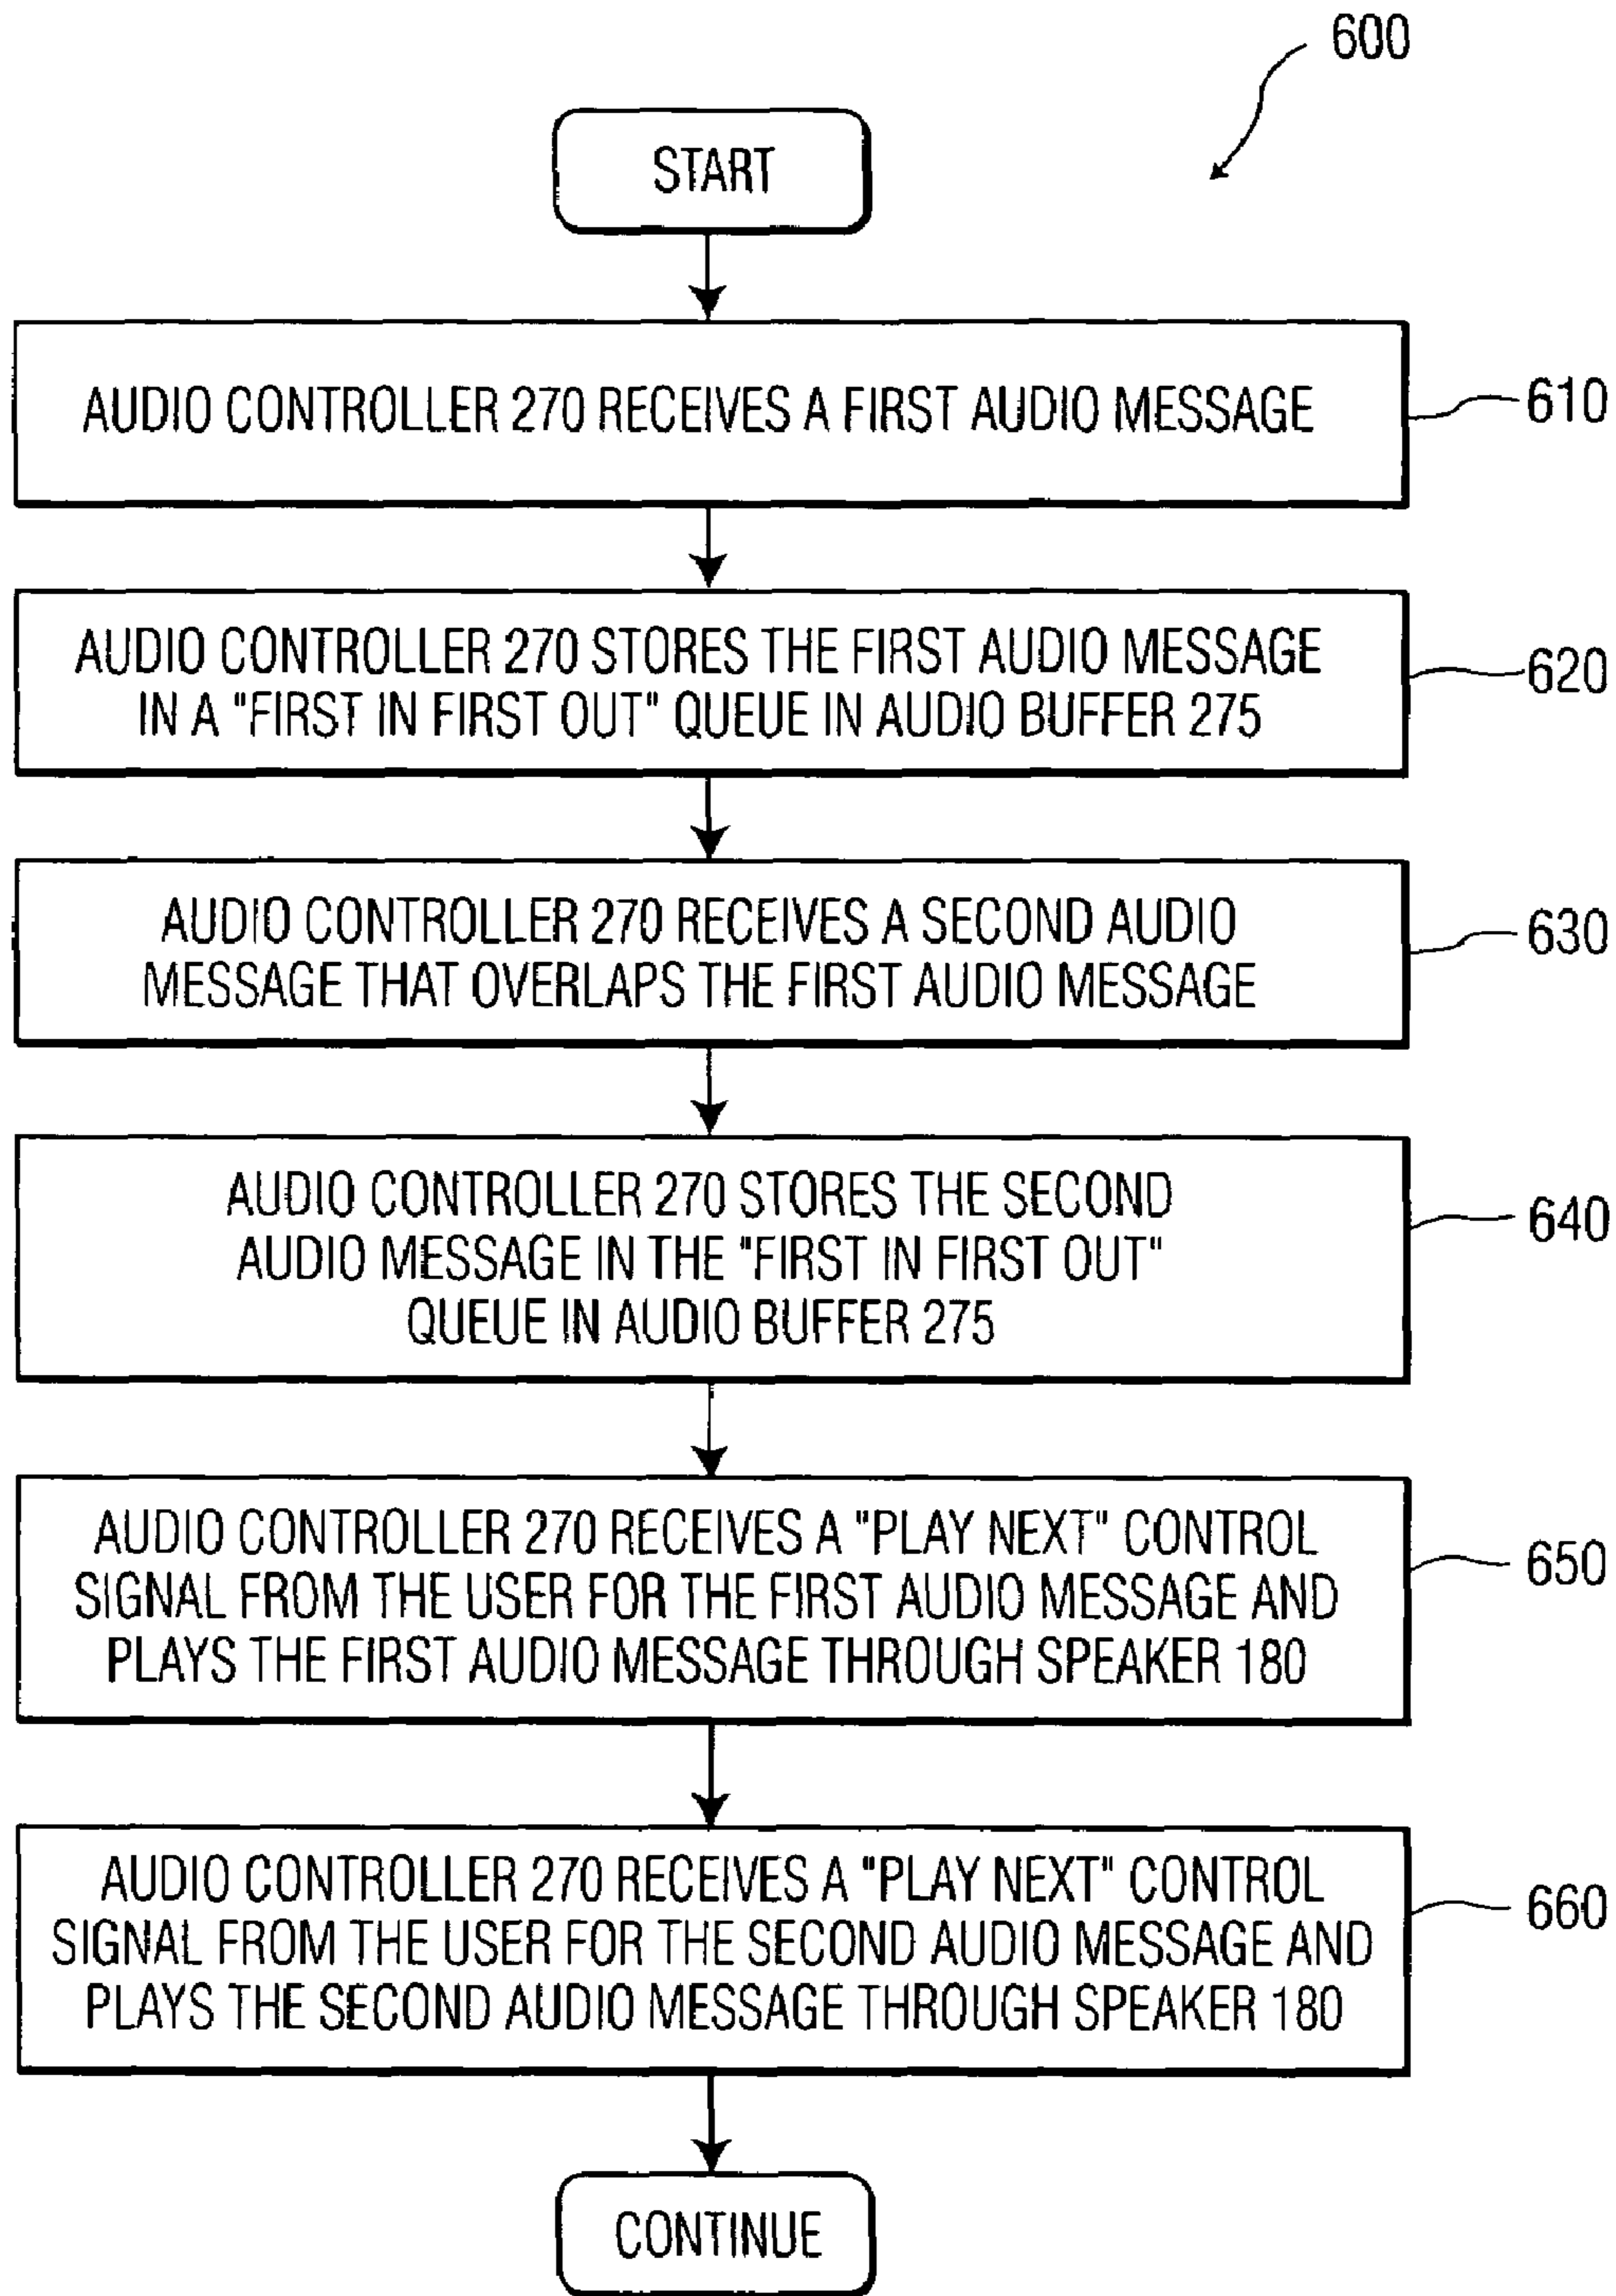 600
START
AUDIO CONTROLLER 270 RECEIVES A FIRST AUDIO MESSAGE
610
AUDIO CONTROLLER 270 STORES THE FIRST AUDIO MESSAGE
IN A "FIRST IN FIRST OUT" QUEUE IN AUDIO BUFFER 275
620
AUDIO CONTROLLER 270 RECEIVES A SECOND AUDIO
MESSAGE THAT OVERLAPS THE FIRST AUDIO MESSAGE
630
AUDIO CONTROLLER 270 STORES THE SECOND
AUDIO MESSAGE IN THE "FIRST IN FIRST OUT"
QUEUE IN AUDIO BUFFER 275
640
AUDIO CONTROLLER 270 RECEIVES A "PLAY NEXT" CONTROL
SIGNAL FROM THE USER FOR THE FIRST AUDIO MESSAGE AND
PLAYS THE FIRST AUDIO MESSAGE THROUGH SPEAKER 180
650
AUDIO CONTROLLER 270 RECEIVES A "PLAY NEXT" CONTROL
SIGNAL FROM THE USER FOR THE SECOND AUDIO MESSAGE AND
PLAYS THE SECOND AUDIO MESSAGE THROUGH SPEAKER 180
660
CONTINUE